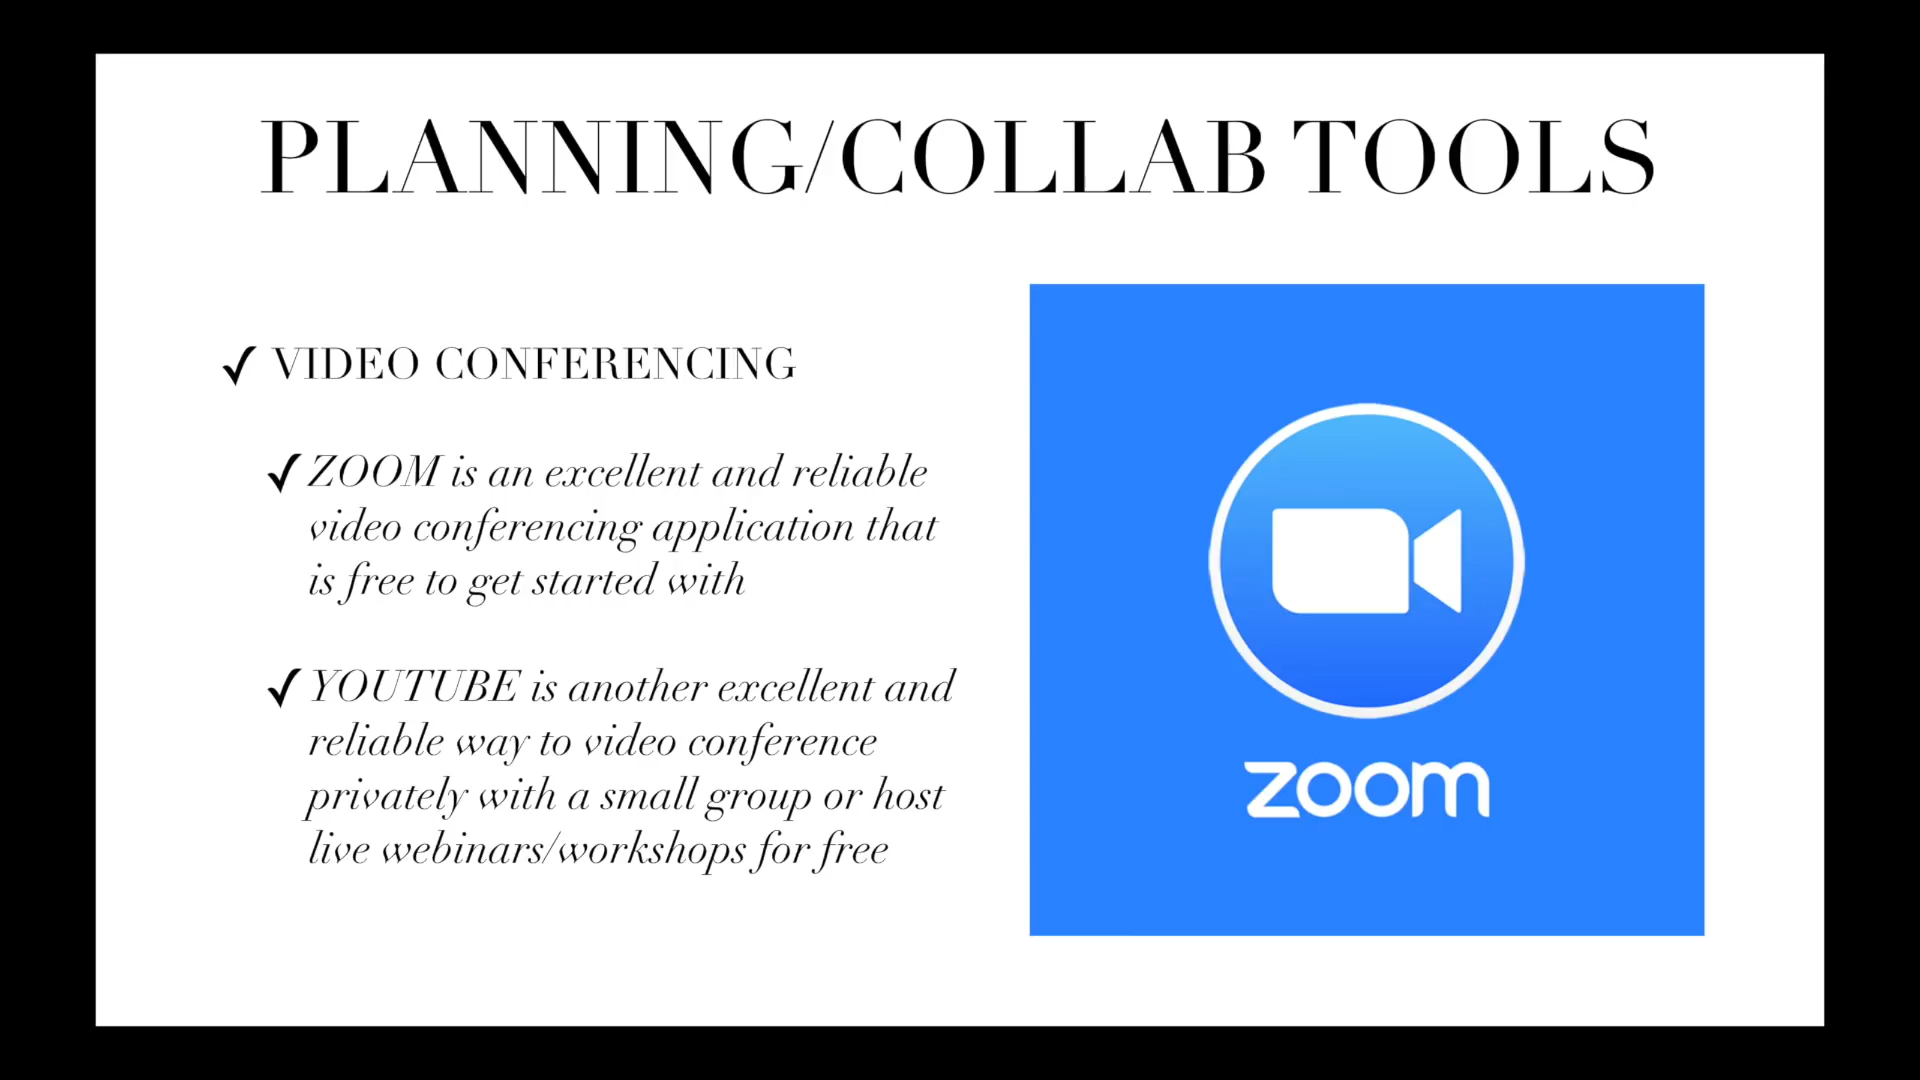 PLANNING/COLLAB TOOLS
✓ VIDEO CONFERENCING
✓ ZOOM is an excellent and reliable
video conferencing application that
is free to get started with
✓ YOUTUBE is another excellent and
reliable way to video conference
privately with a small group or host
live webinars/workshops for free
zoom